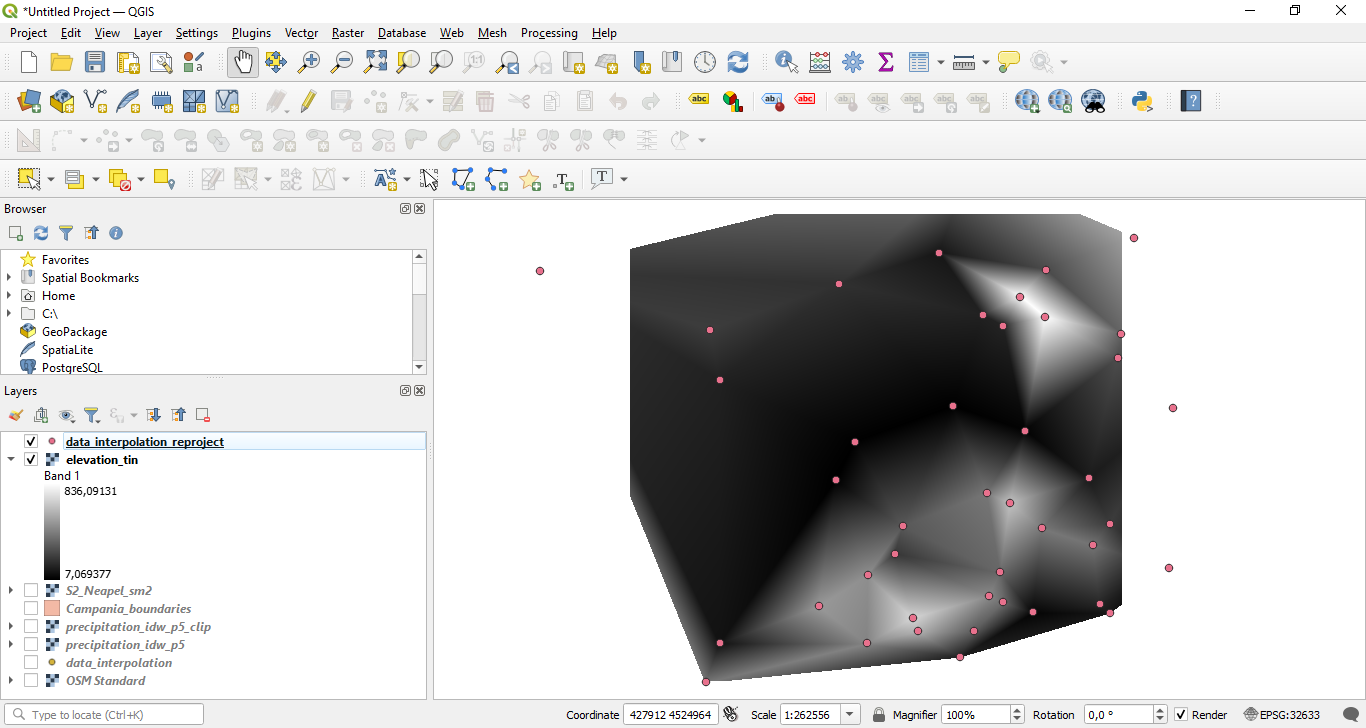 *Untitled Project — QGIS
Project Edit View Layer Settings Plugins Vector Raster Database Web Mesh Processing Help
abc abc abc
Browser
Favorites
Spatial Bookmarks
Home
C:\
GeoPackage
SpatiaLite
PostgreSQL
Layers
data_interpolation_reproject
elevation_tin
Band 1
836,09131
7,069377
S2_Neapel_sm2
Campania_boundaries
precipitation_idw_p5_clip
precipitation_idw_p5
data_interpolation
OSM Standard
Type to locate (Ctrl+K) Coordinate 427912 4524964 Scale 1:262556 Magnifier 100% Rotation 0,0 ° Render EPSG:32633